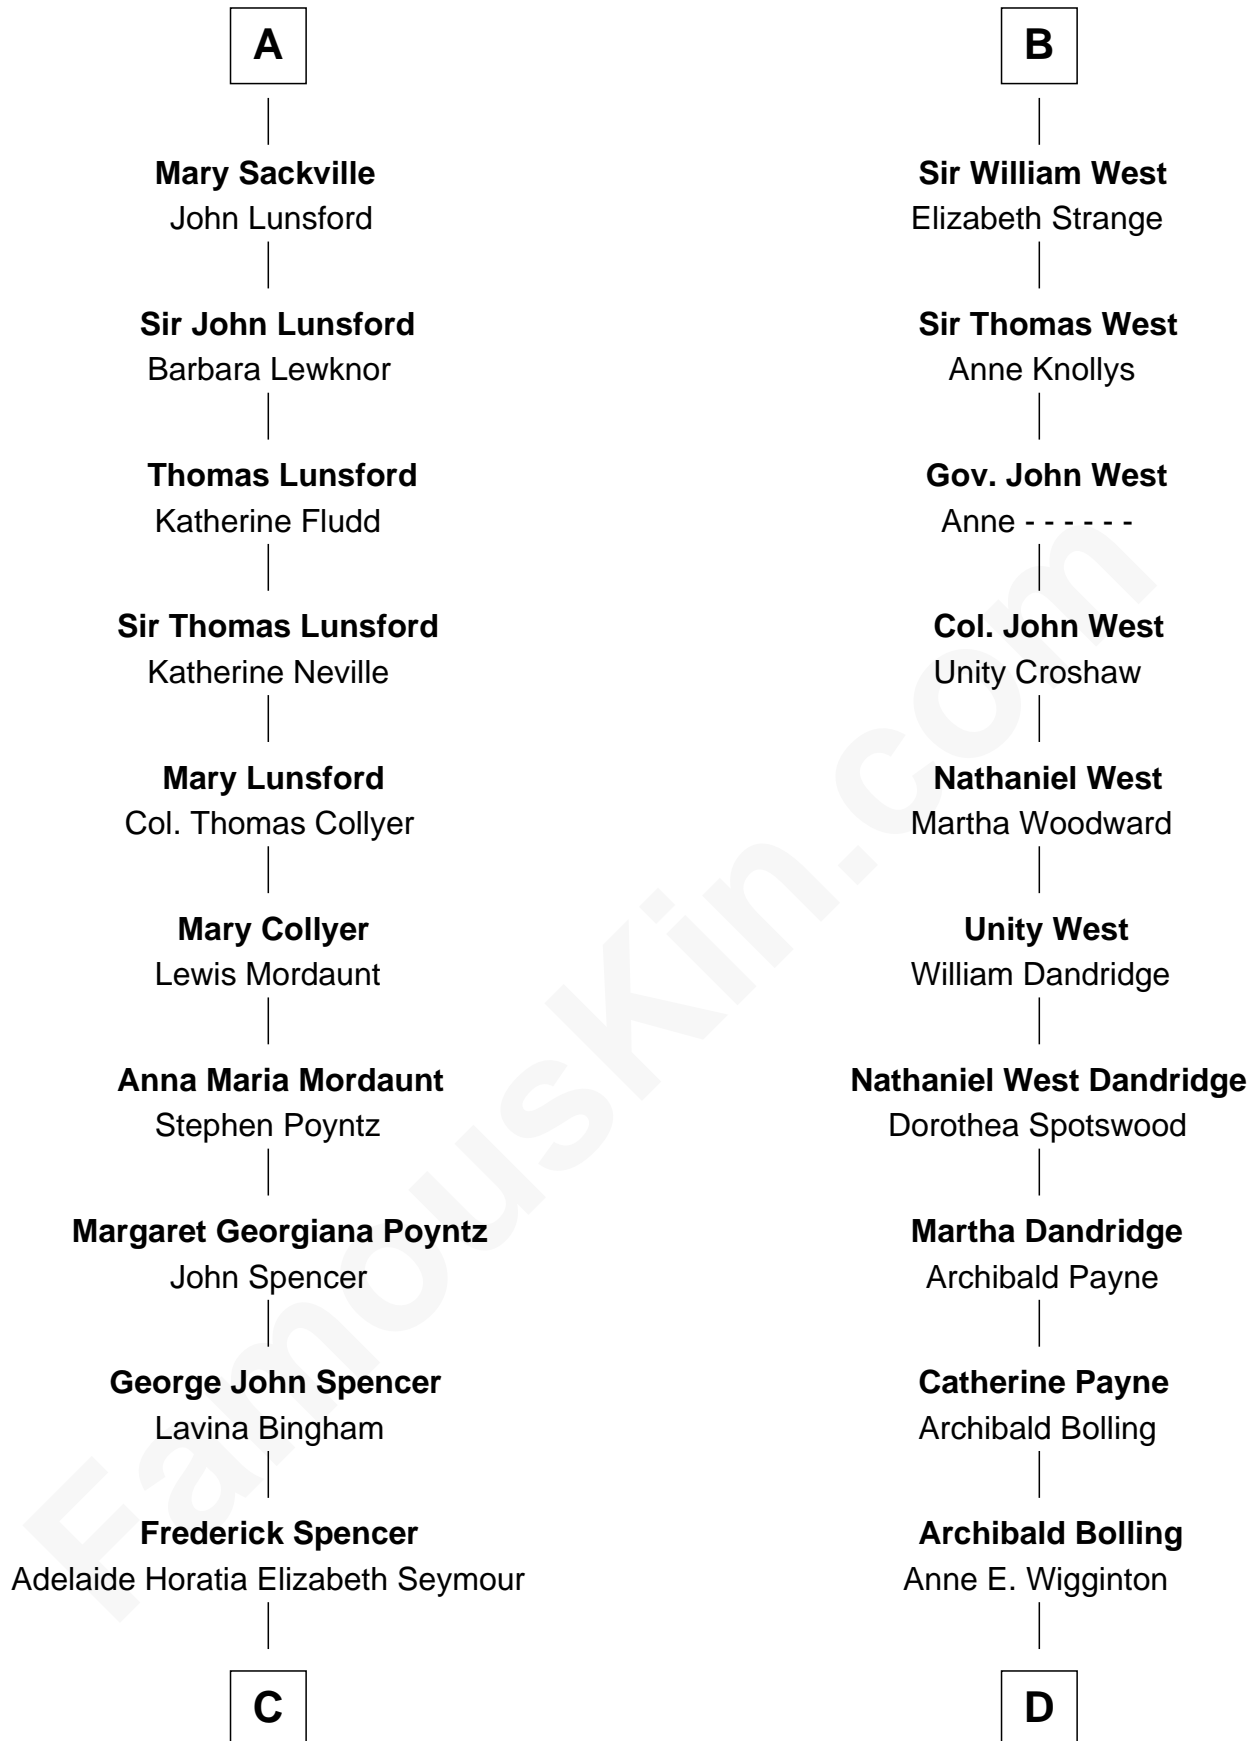 A
Mary Sackville
John Lunsford
Sir John Lunsford
Barbara Lewknor
Thomas Lunsford
Katherine Fludd
Sir Thomas Lunsford
Katherine Neville
Mary Lunsford
Col. Thomas Collyer
Mary Collyer
Lewis Mordaunt
Anna Maria Mordaunt
Stephen Poyntz
Margaret Georgiana Poyntz
John Spencer
George John Spencer
Lavina Bingham
Frederick Spencer
Adelaide Horatia Elizabeth Seymour
C
B
Sir William West
Elizabeth Strange
Sir Thomas West
Anne Knollys
Gov. John West
Anne - - - - - -
Col. John West
Unity Croshaw
Nathaniel West
Martha Woodward
Unity West
William Dandridge
Nathaniel West Dandridge
Dorothea Spotswood
Martha Dandridge
Archibald Payne
Catherine Payne
Archibald Bolling
Archibald Bolling
Anne E. Wigginton
D
FamousKin.com